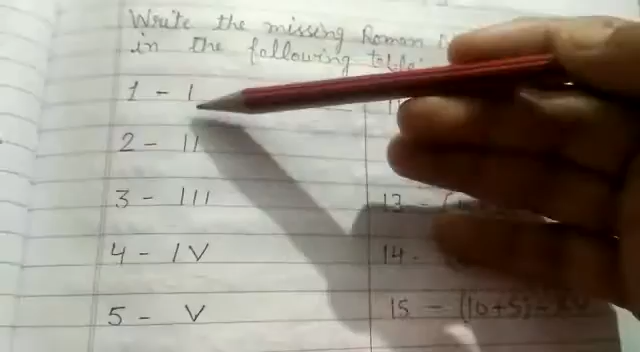 Write the missing Roman
in the following table
1 - I
2 - II
3 - III
4 - IV
5 - V
13 -
14 -
15 - (10+5) - XV